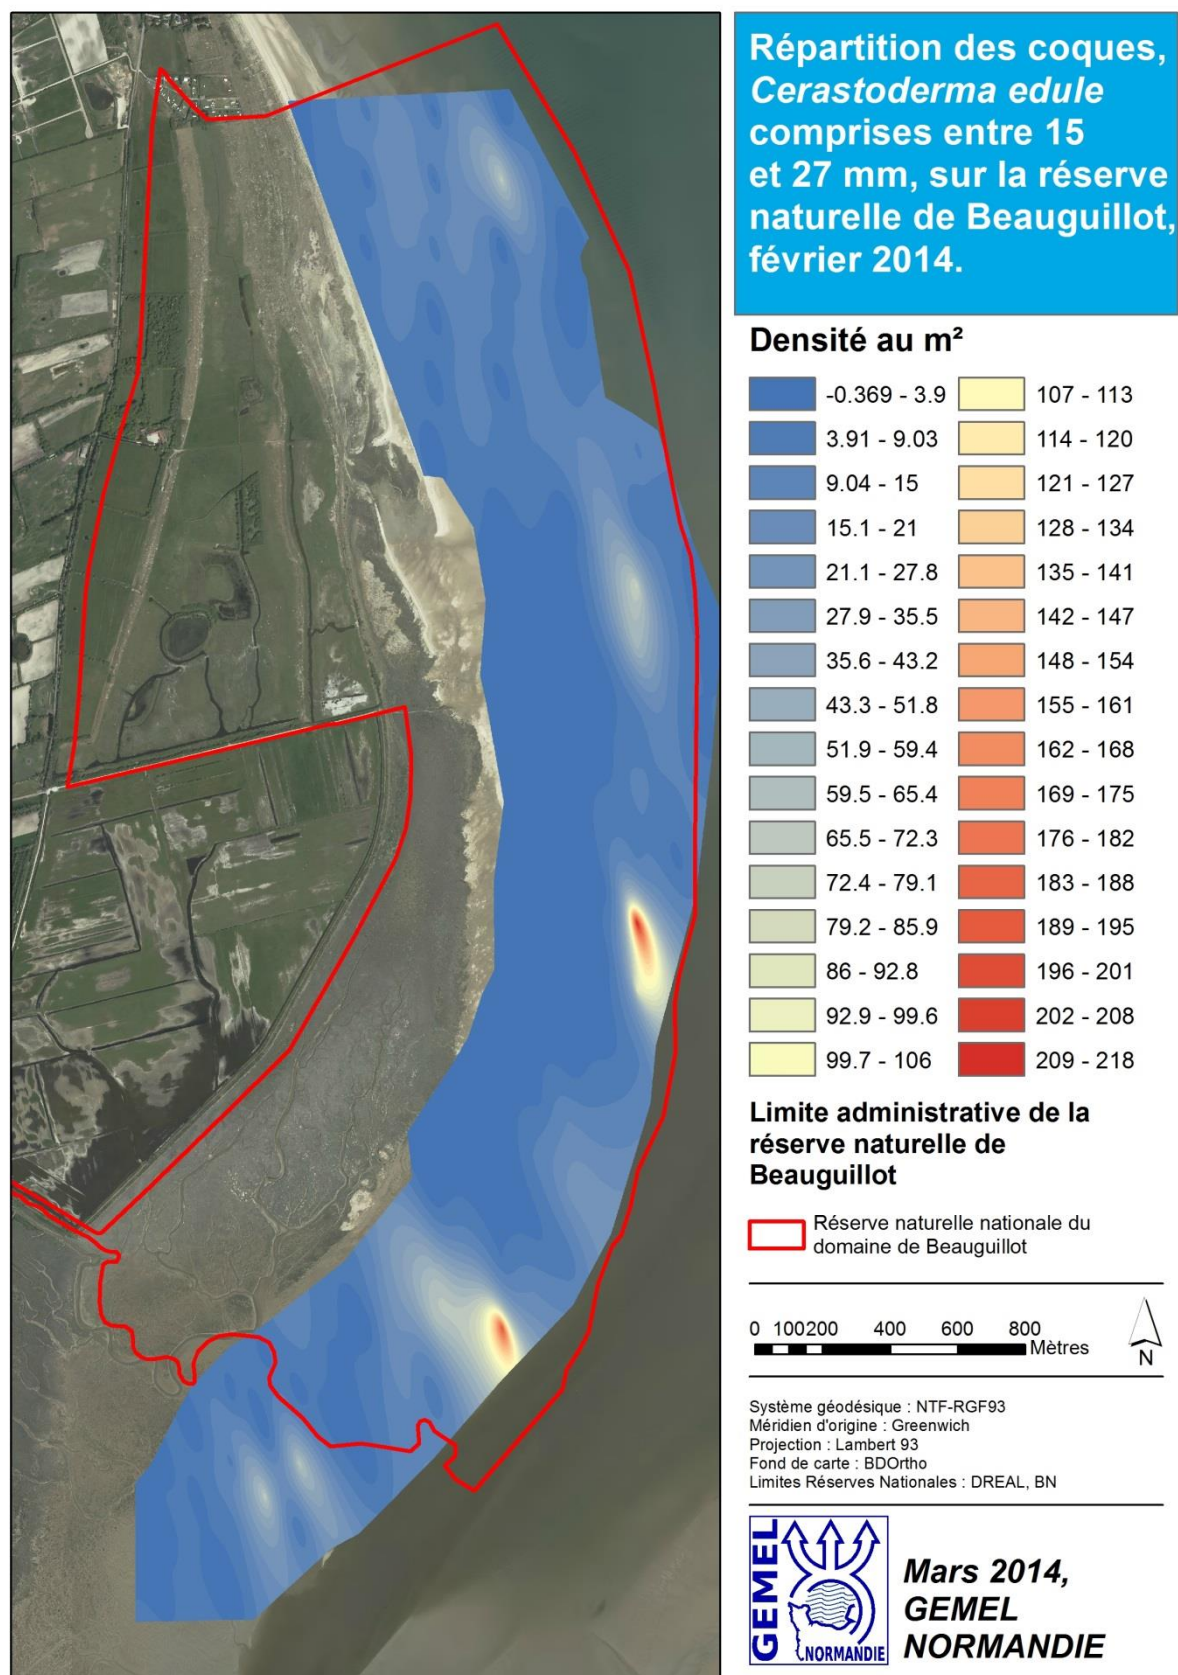 Répartition des coques,
Cerastoderma edule
comprises entre 15
et 27 mm, sur la réserve
naturelle de Beauguillot,
février 2014.
Densité au m²
-0.369 - 3.9
3.91 - 9.03
9.04 - 15
15.1 - 21
21.1 - 27.8
27.9 - 35.5
35.6 - 43.2
43.3 - 51.8
51.9 - 59.4
59.5 - 65.4
65.5 - 72.3
72.4 - 79.1
79.2 - 85.9
86 - 92.8
92.9 - 99.6
99.7 - 106
107 - 113
114 - 120
121 - 127
128 - 134
135 - 141
142 - 147
148 - 154
155 - 161
162 - 168
169 - 175
176 - 182
183 - 188
189 - 195
196 - 201
202 - 208
209 - 218
Limite administrative de la
réserve naturelle de
Beauguillot
Réserve naturelle nationale du
domaine de Beauguillot
0 100 200 400 600 800
Mètres
N
Système géodésique : NTF-RGF93
Méridien d'origine : Greenwich
Projection : Lambert 93
Fond de carte : BDOrtho
Limites Réserves Nationales : DREAL, BN
GEMEL
NORMANDIE
Mars 2014,
GEMEL
NORMANDIE